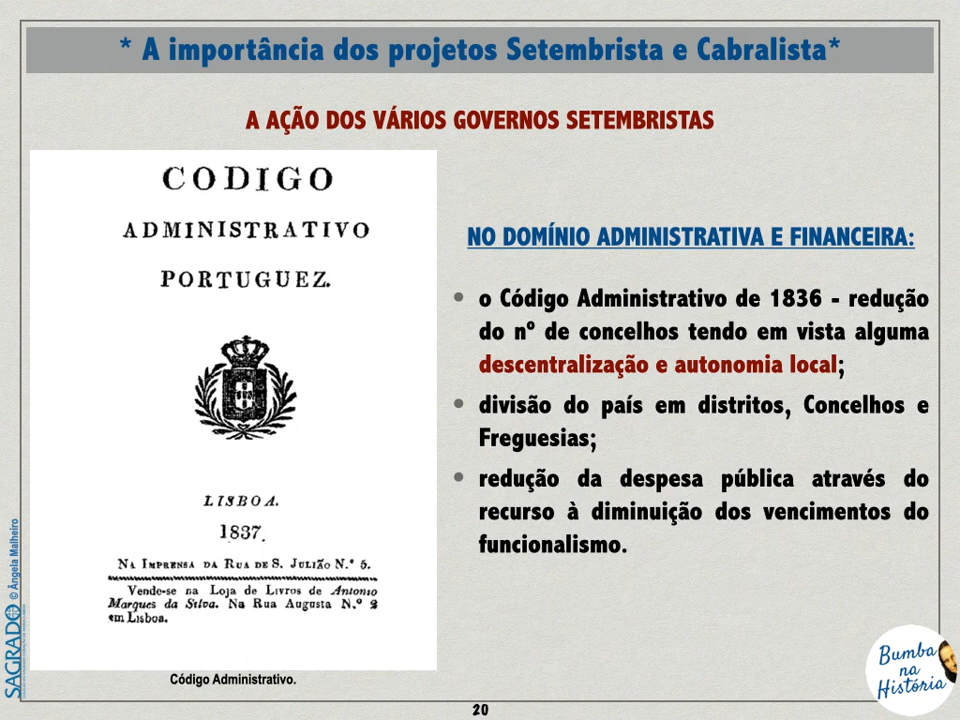 * A importância dos projetos Setembrista e Cabralista*
A AÇÃO DOS VÁRIOS GOVERNOS SETEMBRISTAS
CODIGO
ADMINISTRATIVO
PORTUGUEZ.
LISBOA.
1837.
NA IMPRENSA DA RUA DE S. JULIÃO N.º 5.
Vende-se na Loja de Livros de Antonio
Marques da Silva. Na Rua Augusta N.º 2
em Lisboa.
Código Administrativo.
NO DOMÍNIO ADMINISTRATIVA E FINANCEIRA:
• o Código Administrativo de 1836 - redução
do nº de concelhos tendo em vista alguma
descentralização e autonomia local;
• divisão do país em distritos, Concelhos e
Freguesias;
• redução da despesa pública através do
recurso à diminuição dos vencimentos do
funcionalismo.
SAGRADO
© Ângela Malheiro
Bumba
na
História
20